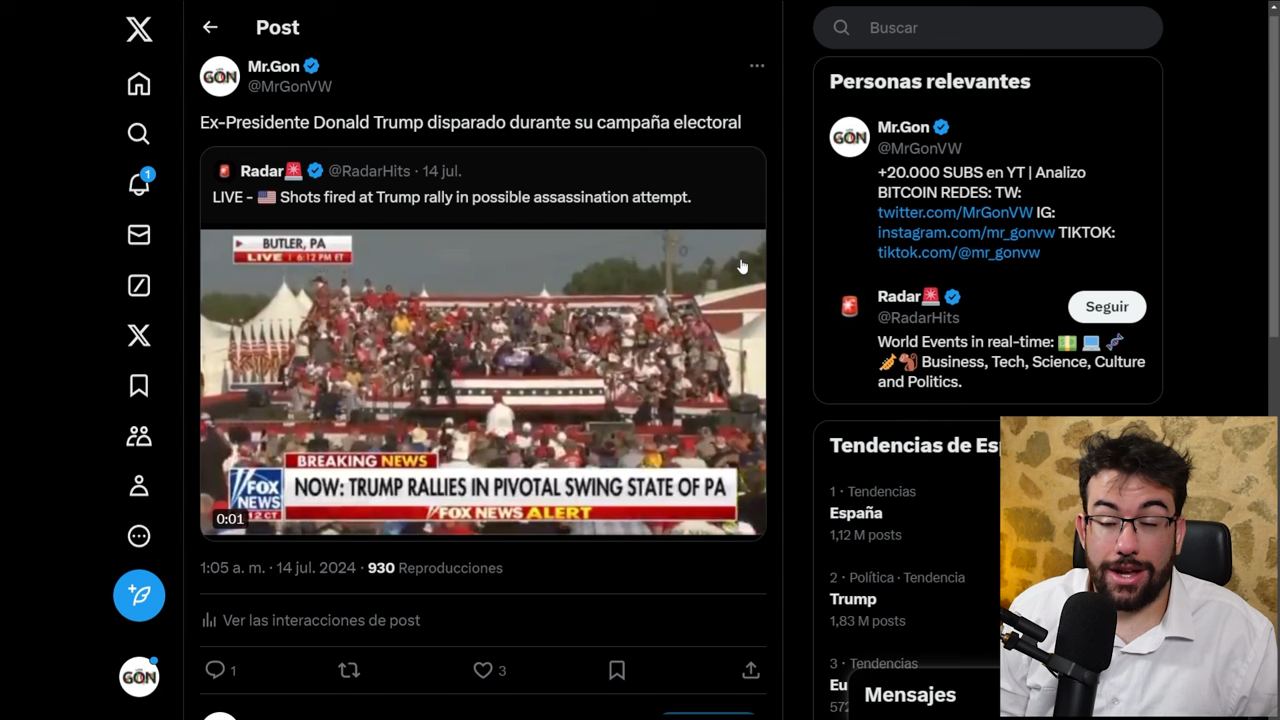 Post
Mr.Gon
@MrGonVW
Ex-Presidente Donald Trump disparado durante su campaña electoral
Radar @RadarHits · 14 jul.
LIVE - Shots fired at Trump rally in possible assassination attempt.
BUTLER, PA
LIVE 6:12 PM ET
BREAKING NEWS
FOX NEWS
NOW: TRUMP RALLIES IN PIVOTAL SWING STATE OF PA
FOX NEWS ALERT
0:01
1:05 a. m. · 14 jul. 2024 · 930 Reproducciones
Ver las interacciones de post
1
3
1
GON
GON
Buscar
Personas relevantes
GON
Mr.Gon
@MrGonVW
+20.000 SUBS en YT | Analizo
BITCOIN REDES: TW:
twitter.com/MrGonVW IG:
instagram.com/mr_gonvw TIKTOK:
tiktok.com/@mr_gonvw
Radar
@RadarHits
Seguir
World Events in real-time:
Business, Tech, Science, Culture
and Politics.
Tendencias de Es
1 · Tendencias
España
1,12 M posts
2 · Política · Tendencia
Trump
1,83 M posts
3 · Tendencias
Eu
Mensajes